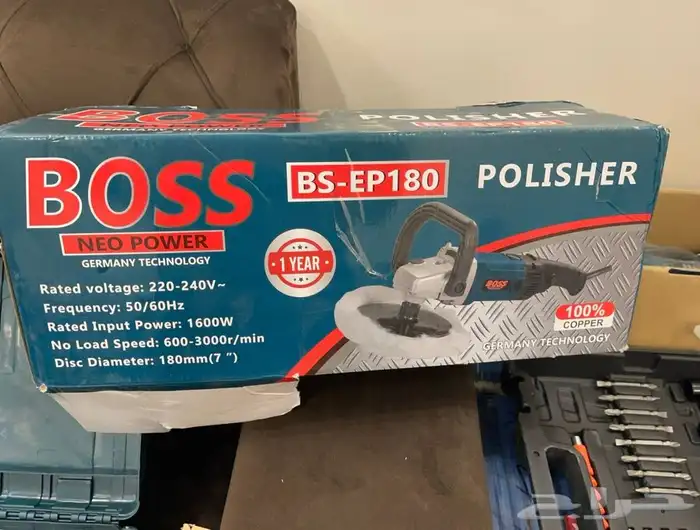 BOSS
POLISHER
GERMANY TECHNOLOGY
BOSS
NEO POWER
GERMANY TECHNOLOGY
BS-EP180
POLISHER
1 YEAR
Rated voltage: 220-240V~
Frequency: 50/60Hz
Rated Input Power: 1600W
No Load Speed: 600-3000r/min
Disc Diameter: 180mm(7 ")
BOSS
100%
COPPER
GERMANY TECHNOLOGY
حراج